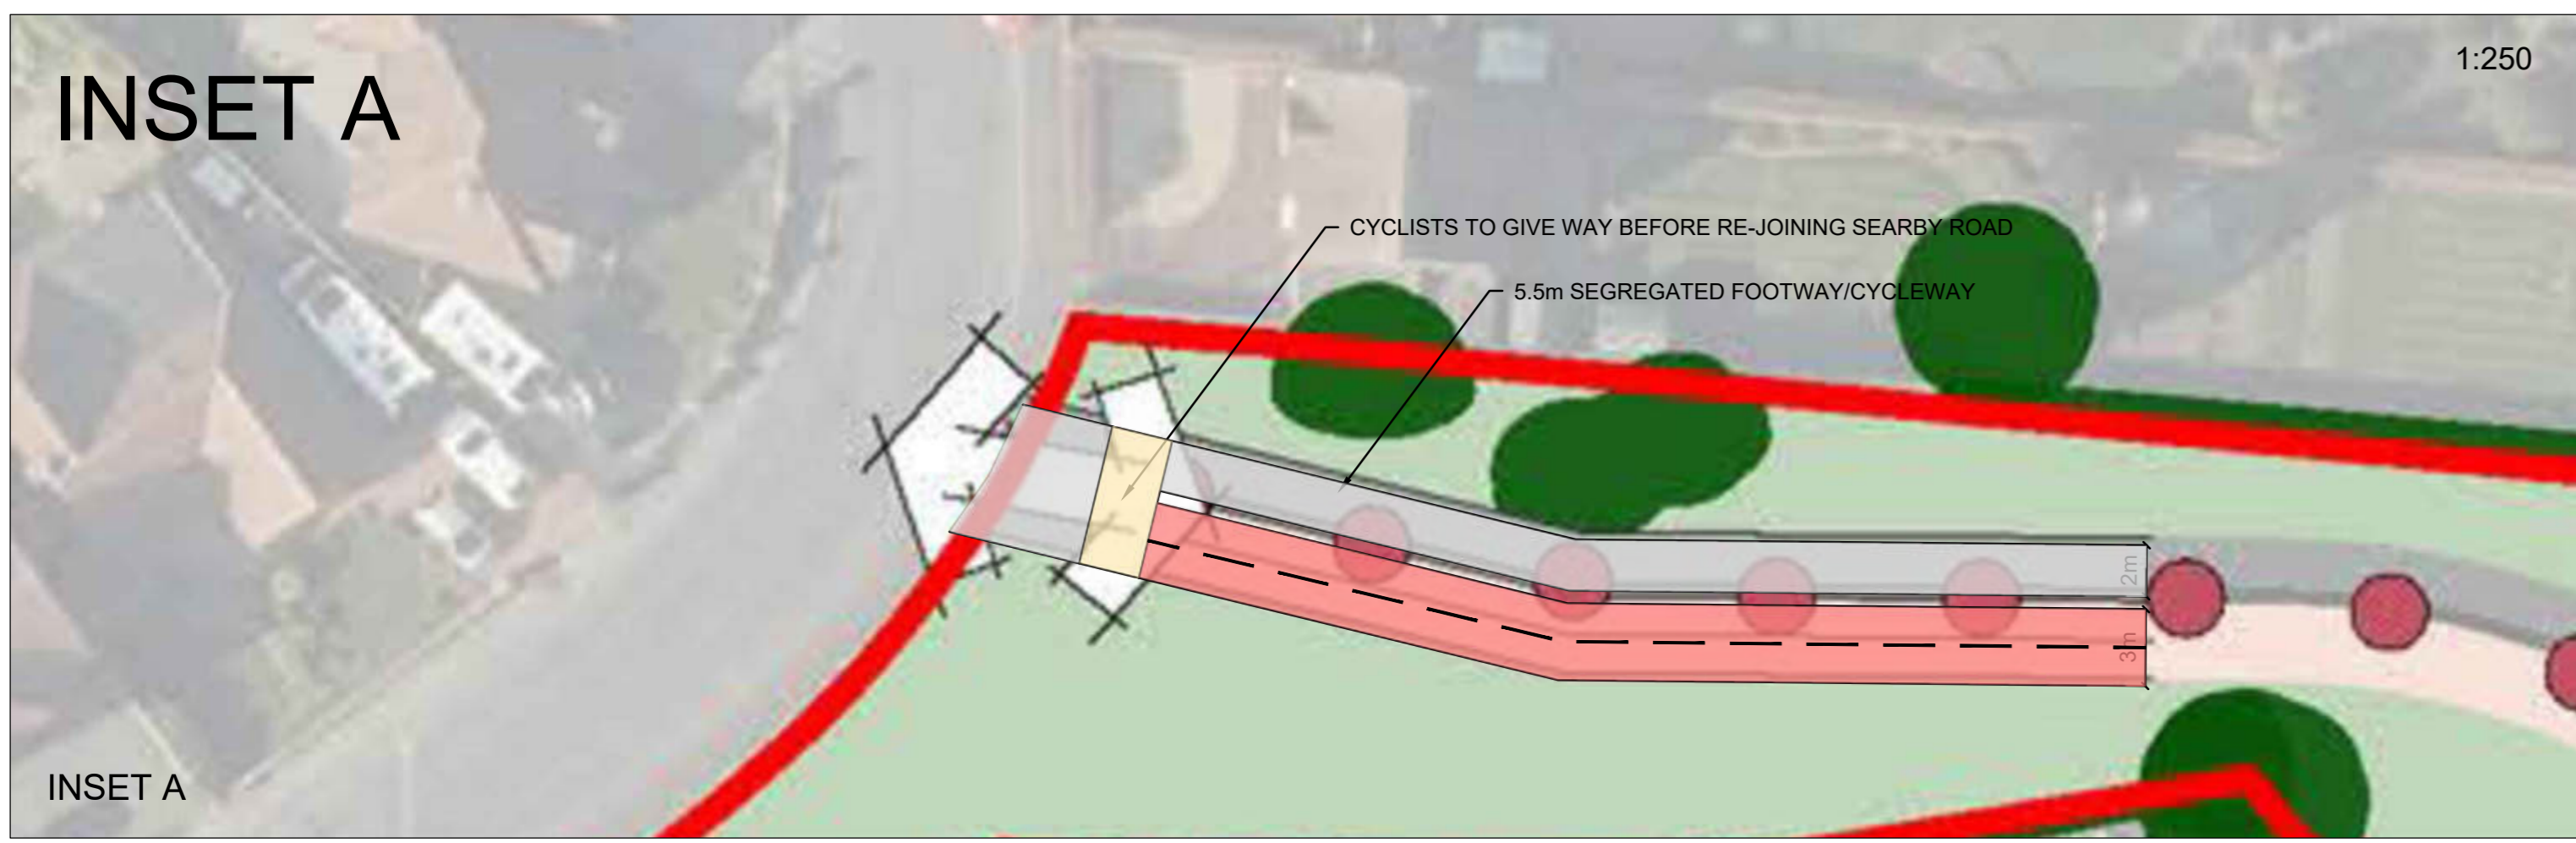 INSET A
1:250
CYCLISTS TO GIVE WAY BEFORE RE-JOINING SEARBY ROAD
5.5m SEGREGATED FOOTWAY/CYCLEWAY
2m
3m
INSET A